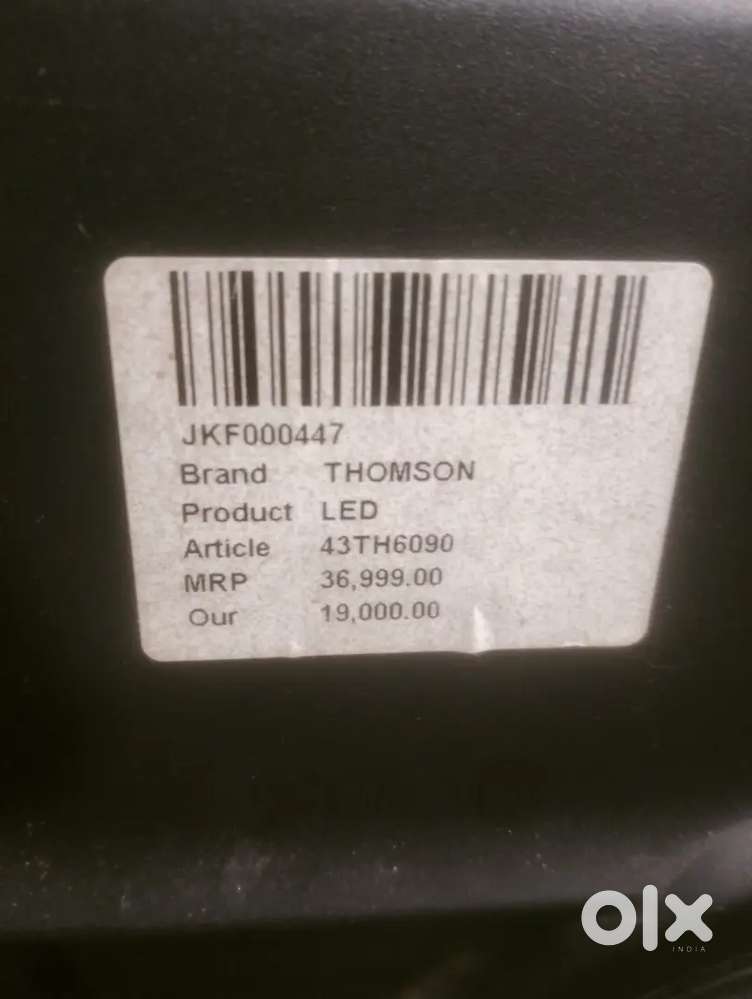 JKF000447
Brand THOMSON
Product LED
Article 43TH6090
MRP 36,999.00
Our 19,000.00
olx
INDIA